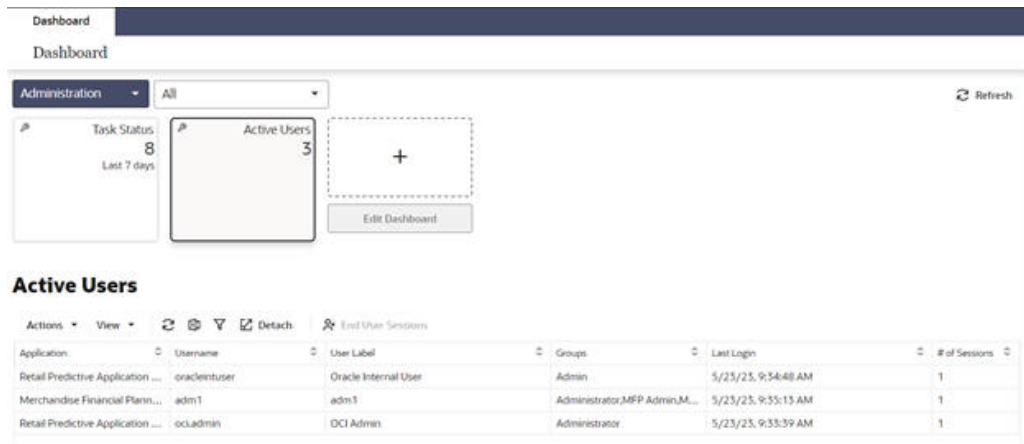 Dashboard
Dashboard
Administration All Refresh
Task Status Active Users
8 3
Last 7 days
+
Edit Dashboard
Active Users
Actions View Detach End User Sessions
Application Username User Label Groups Last Login # of Sessions
Retail Predictive Application ... oracleintuser Oracle Internal User Admin 5/23/23, 9:34:48 AM 1
Merchandise Financial Plann... adm1 adm1 Administrator,MFP Admin,M... 5/23/23, 9:35:13 AM 1
Retail Predictive Application ... oci.admin OCI Admin Administrator 5/23/23, 9:33:39 AM 1